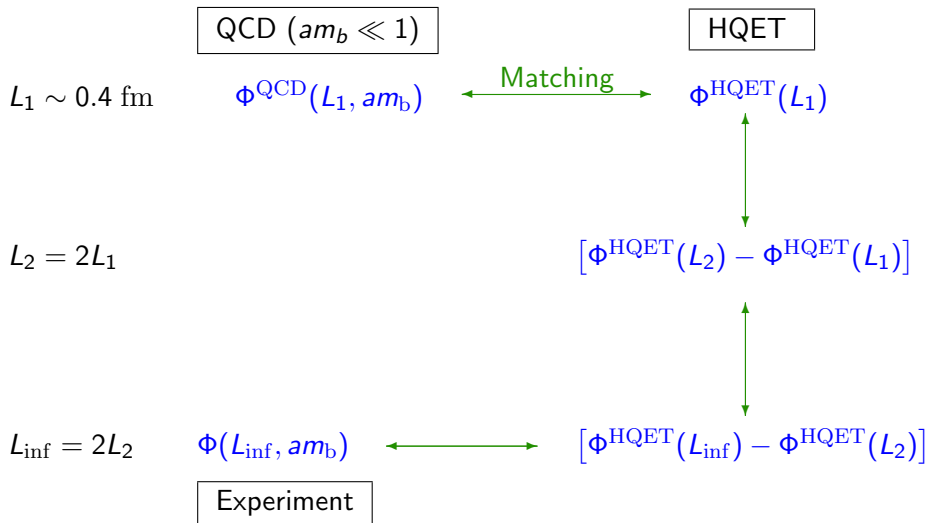 QCD (am_b ≪ 1) HQET
L_1 ∼ 0.4 fm Φ^QCD(L_1, am_b) Matching Φ^HQET(L_1)
L_2 = 2L_1 [Φ^HQET(L_2) − Φ^HQET(L_1)]
L_inf = 2L_2 Φ(L_inf, am_b) [Φ^HQET(L_inf) − Φ^HQET(L_2)]
Experiment